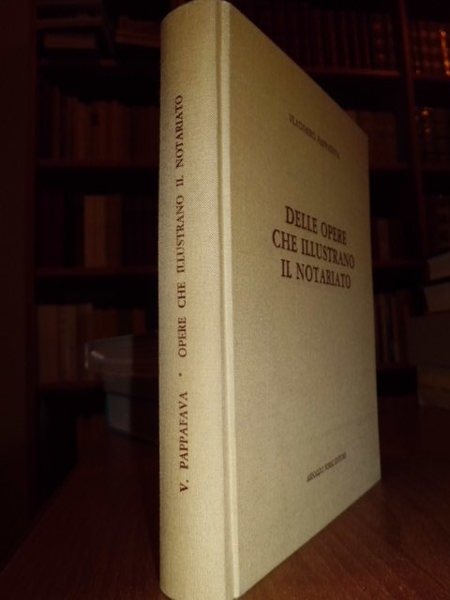 V. PAPPAFAVA • OPERE CHE ILLUSTRANO IL NOTARIATO
VLADIMIRO PAPPAFAVA
DELLE OPERE
CHE ILLUSTRANO
IL NOTARIATO
ARNALDO FORNI EDITORE